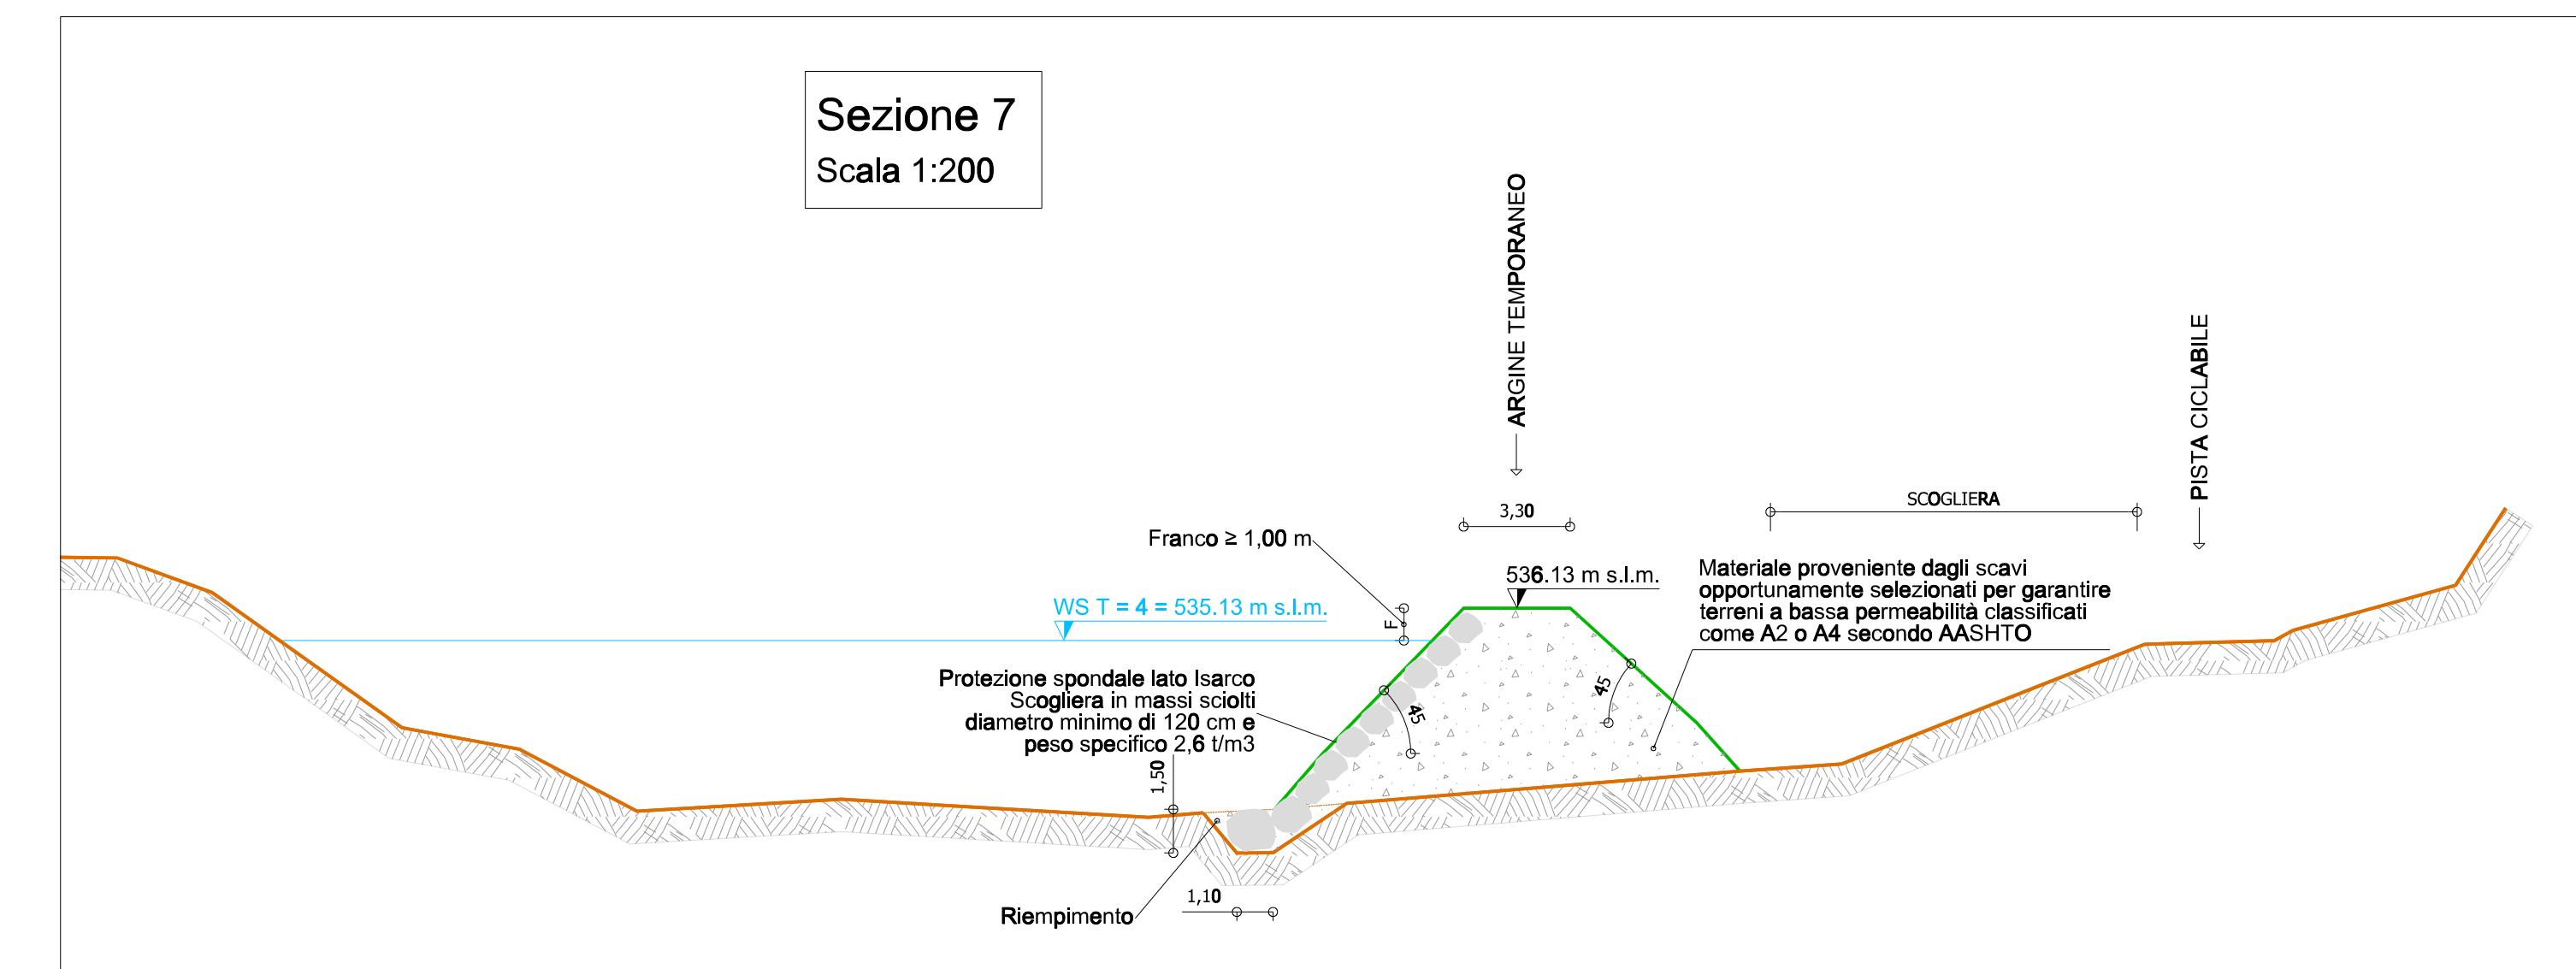 Sezione 7
Scala 1:200
ARGINE TEMPORANEO
PISTA CICLABILE
SCOGLIERA
3,30
Franco ≥ 1,00 m
536.13 m s.l.m.
Materiale proveniente dagli scavi
opportunamente selezionati per garantire
terreni a bassa permeabilità classificati
come A2 o A4 secondo AASHTO
WS T = 4 = 535.13 m s.l.m.
F
Protezione spondale lato Isarco
Scogliera in massi sciolti
diametro minimo di 120 cm e
peso specifico 2,6 t/m3
45
45
1,50
1,10
Riempimento